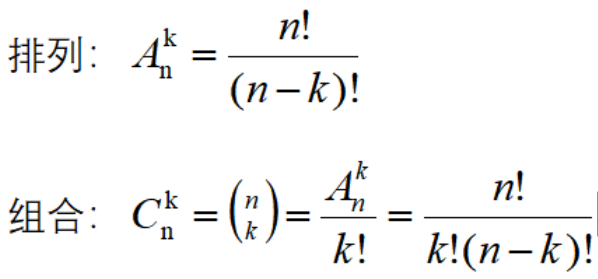 排列: A_n^k = n! / (n-k)!
组合: C_n^k = (n k) = A_n^k / k! = n! / k!(n-k)!